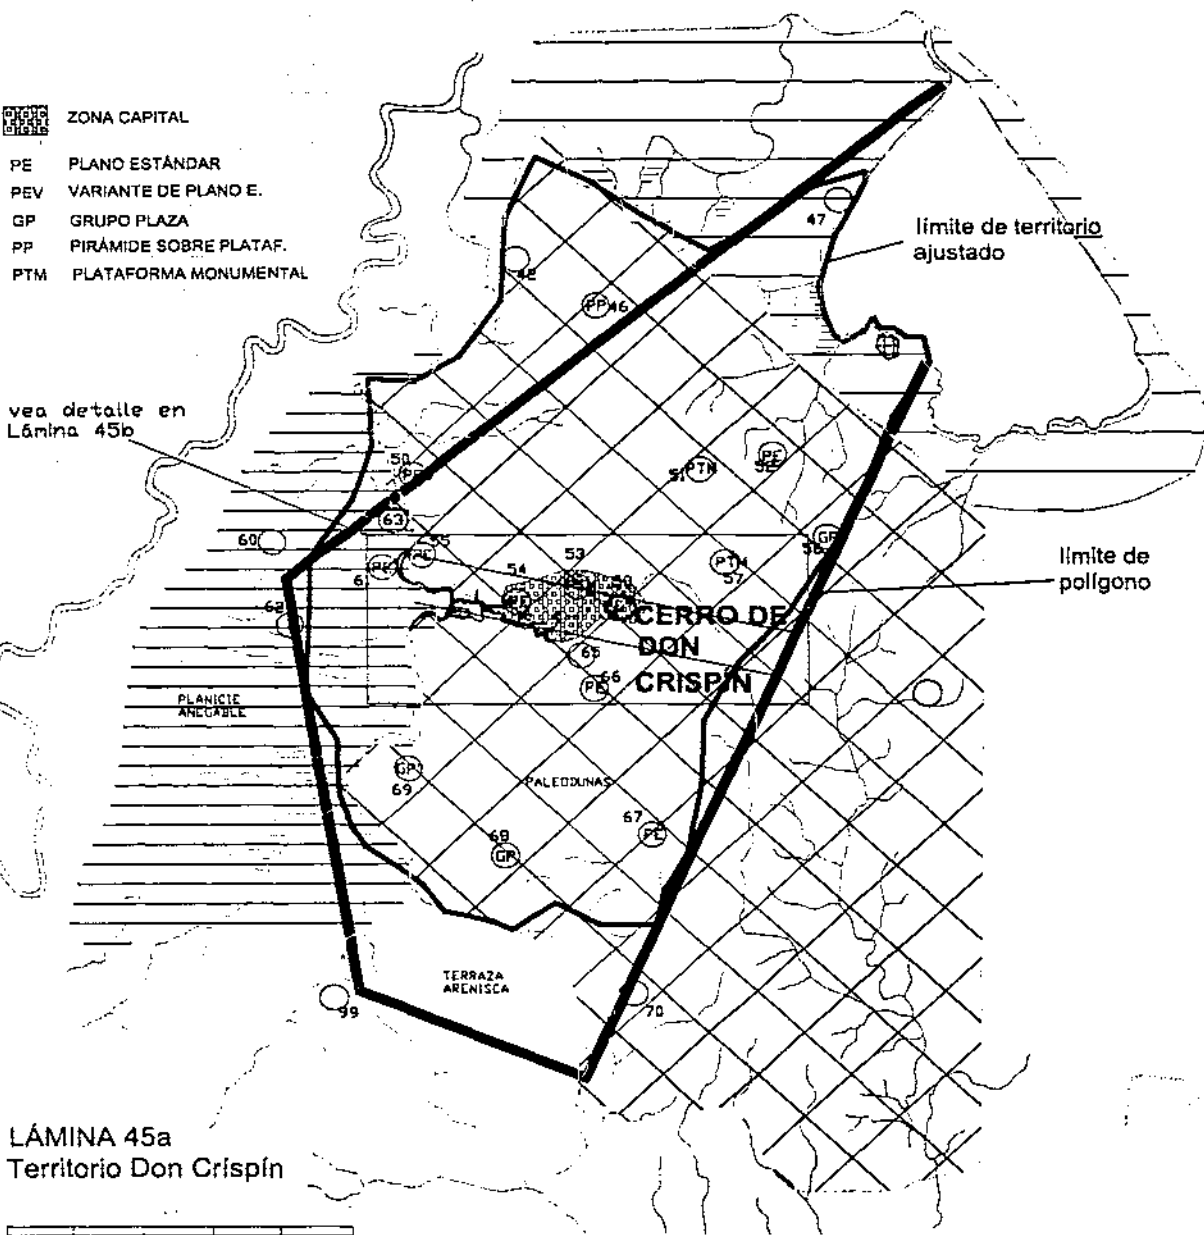 ZONA CAPITAL
PE PLANO ESTÁNDAR
PEV VARIANTE DE PLANO E.
GP GRUPO PLAZA
PP PIRÁMIDE SOBRE PLATAF.
PTM PLATAFORMA MONUMENTAL
47
límite de territorio
ajustado
PP 46
vea detalle en
Lámina 45b
50
51 PTM
PE
63
60
55
53
GP
PE
61
54
PTM
57
límite de
polígono
62
CERRO DE
DON
CRISPÍN
65
66
PE
PLANICIE
ANEGABLE
GP
69
PALEODUNAS
67
PE
68
GP
TERRAZA
ARENISCA
99
70
LÁMINA 45a
Territorio Don Críspín